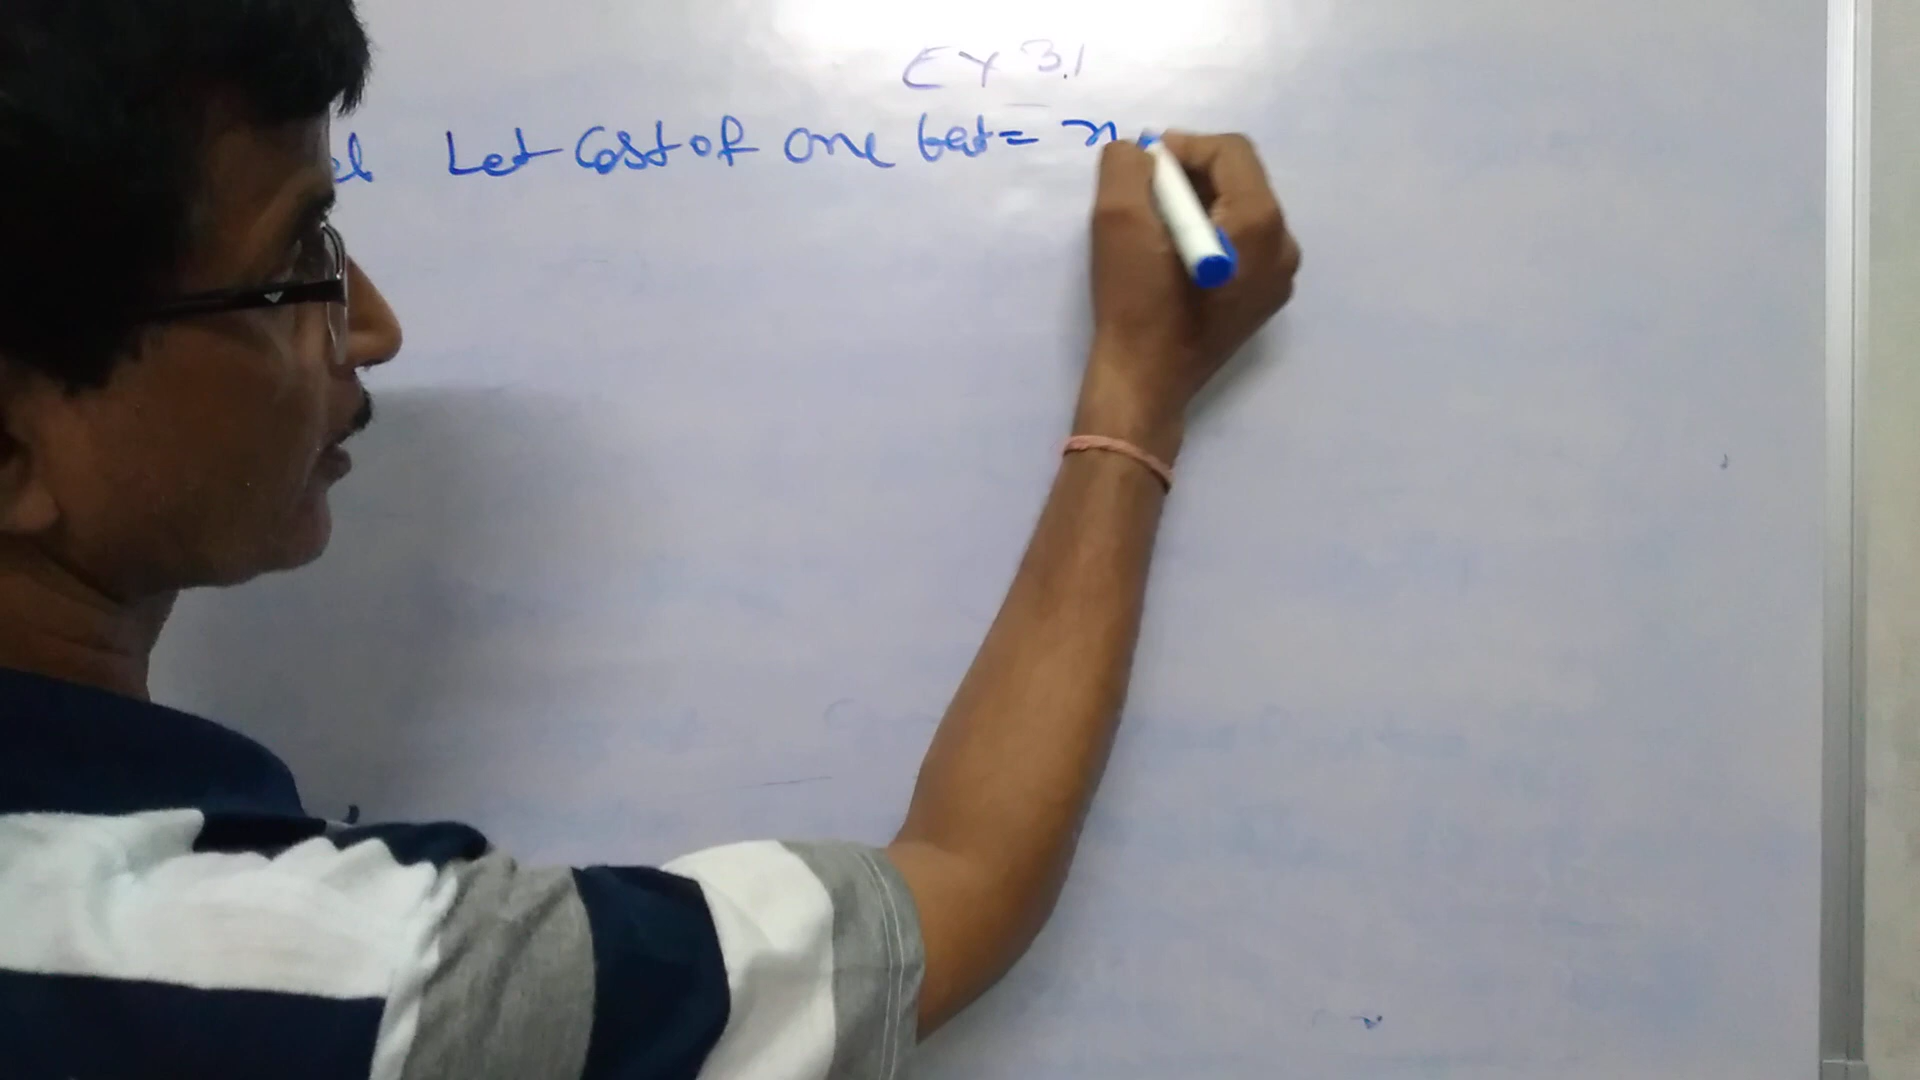 EX 3.1
Let Cost of one bat = x